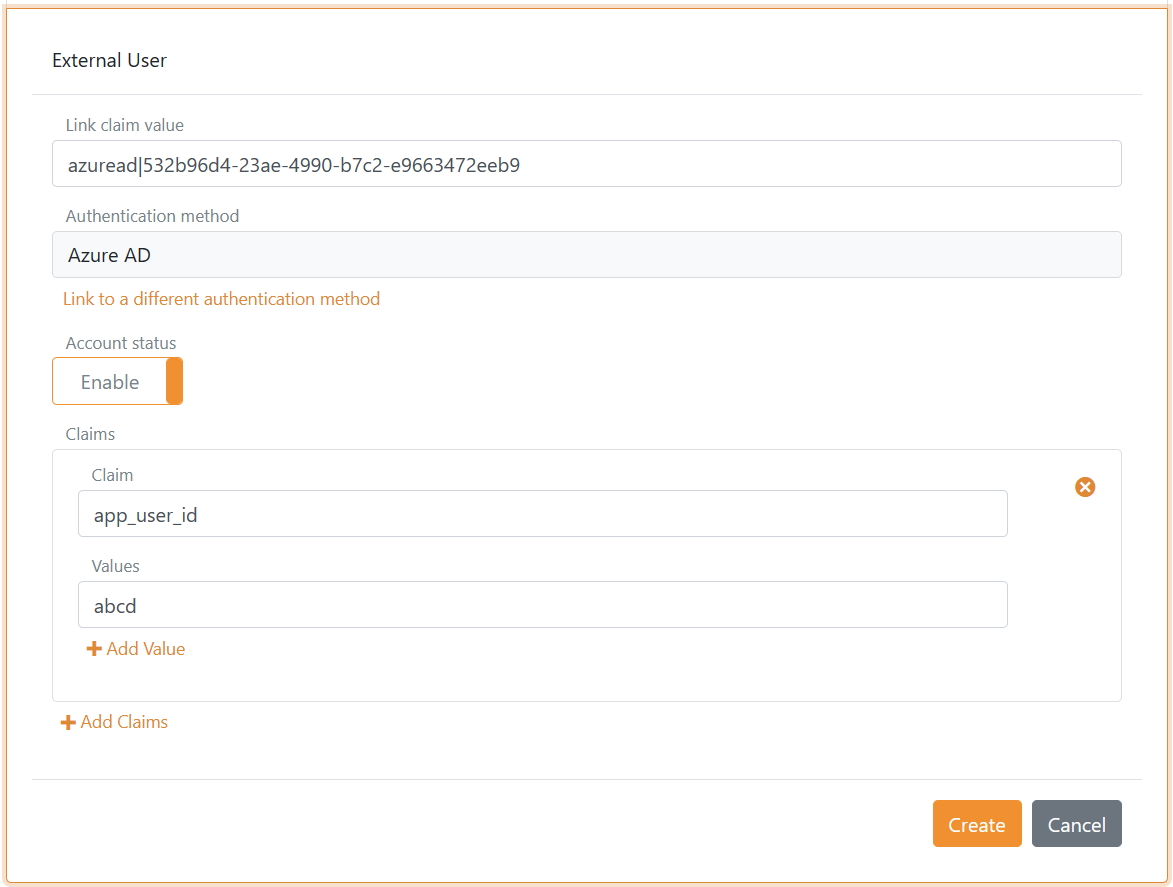 External User
Link claim value
azuread|532b96d4-23ae-4990-b7c2-e9663472eeb9
Authentication method
Azure AD
Link to a different authentication method
Account status
Enable
Claims
Claim
app_user_id
Values
abcd
Add Value
Add Claims
Create Cancel